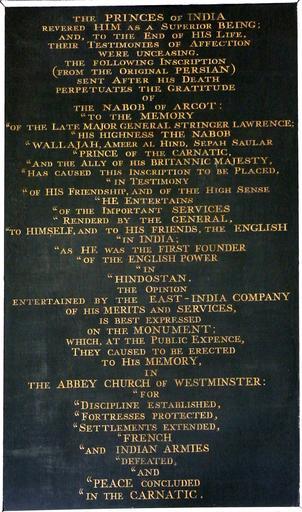 THE PRINCES OF INDIA
REVERED HIM AS A SUPERIOR BEING;
AND, TO THE END OF HIS LIFE,
THEIR TESTIMONIES OF AFFECTION
WERE UNCEASING.
THE FOLLOWING INSCRIPTION
(FROM THE ORIGINAL PERSIAN)
SENT AFTER HIS DEATH
PERPETUATES THE GRATITUDE
OF
THE NABOB OF ARCOT:
"TO THE MEMORY
"OF THE LATE MAJOR GENERAL STRINGER LAWRENCE;
"HIS HIGHNESS THE NABOB
"WALLAJAH, AMEER AL HIND, SEPAH SAULAR
"PRINCE OF THE CARNATIC,
"AND THE ALLY OF HIS BRITANNIC MAJESTY,
"HAS CAUSED THIS INSCRIPTION TO BE PLACED,
"IN TESTIMONY
"OF HIS FRIENDSHIP, AND OF THE HIGH SENSE
"HE ENTERTAINS
"OF THE IMPORTANT SERVICES
"RENDERD BY THE GENERAL,
"TO HIMSELF, AND TO HIS FRIENDS, THE ENGLISH
"IN INDIA;
"AS HE WAS THE FIRST FOUNDER
"OF THE ENGLISH POWER
"IN
"HINDOSTAN.
THE OPINION
ENTERTAINED BY THE EAST-INDIA COMPANY
OF HIS MERITS AND SERVICES,
IS BEST EXPRESSED
ON THE MONUMENT;
WHICH, AT THE PUBLIC EXPENCE,
THEY CAUSED TO BE ERECTED
TO HIS MEMORY,
IN
THE ABBEY CHURCH OF WESTMINSTER:
"FOR
"DISCIPLINE ESTABLISHED,
"FORTRESSES PROTECTED,
"SETTLEMENTS EXTENDED,
"FRENCH
"AND INDIAN ARMIES
"DEFEATED,
"AND
"PEACE CONCLUDED
"IN THE CARNATIC.